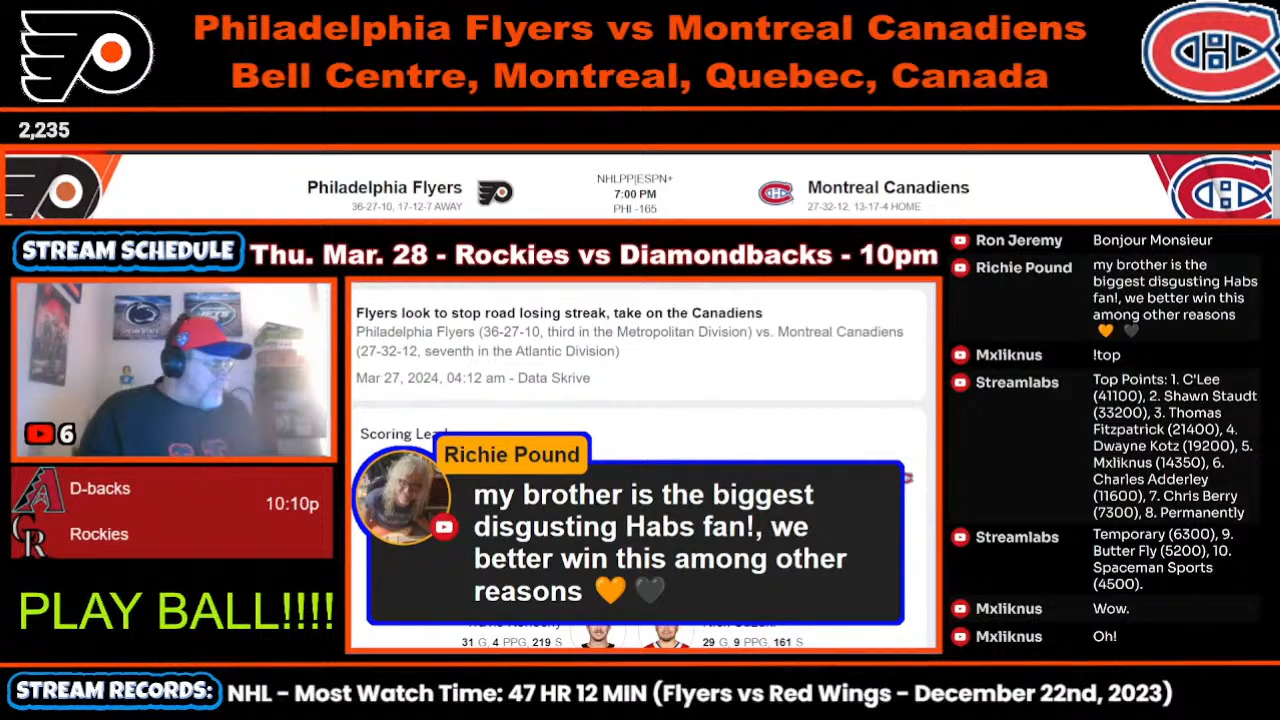 Philadelphia Flyers vs Montreal Canadiens
Bell Centre, Montreal, Quebec, Canada
2,235
Philadelphia Flyers
36-27-10, 17-12-7 AWAY
NHLPP|ESPN+
7:00 PM
PHI -165
Montreal Canadiens
27-32-12, 13-17-4 HOME
STREAM SCHEDULE
Thu. Mar. 28 - Rockies vs Diamondbacks - 10pm
PENN STATE
JETS
6
D-backs
10:10p
Rockies
PLAY BALL!!!!
Flyers look to stop road losing streak, take on the Canadiens
Philadelphia Flyers (36-27-10, third in the Metropolitan Division) vs. Montreal Canadiens
(27-32-12, seventh in the Atlantic Division)
Mar 27, 2024, 04:12 am - Data Skrive
Scoring
Richie Pound
my brother is the biggest
disgusting Habs fan!, we
better win this among other
reasons 🧡 🖤
31 G, 4 PPG, 219 S
29 G, 9 PPG, 161 S
Ron Jeremy Bonjour Monsieur
Richie Pound my brother is the
biggest disgusting Habs
fan!, we better win this
among other reasons
🧡 🖤
Mxliknus !top
Streamlabs Top Points: 1. C'Lee
(41100), 2. Shawn Staudt
(33200), 3. Thomas
Fitzpatrick (21400), 4.
Dwayne Kotz (19200), 5.
Mxliknus (14350), 6.
Charles Adderley
(11600), 7. Chris Berry
(7300), 8. Permanently
Streamlabs Temporary (6300), 9.
Butter Fly (5200), 10.
Spaceman Sports
(4500).
Mxliknus Wow.
Mxliknus Oh!
STREAM RECORDS: NHL - Most Watch Time: 47 HR 12 MIN (Flyers vs Red Wings - December 22nd, 2023)